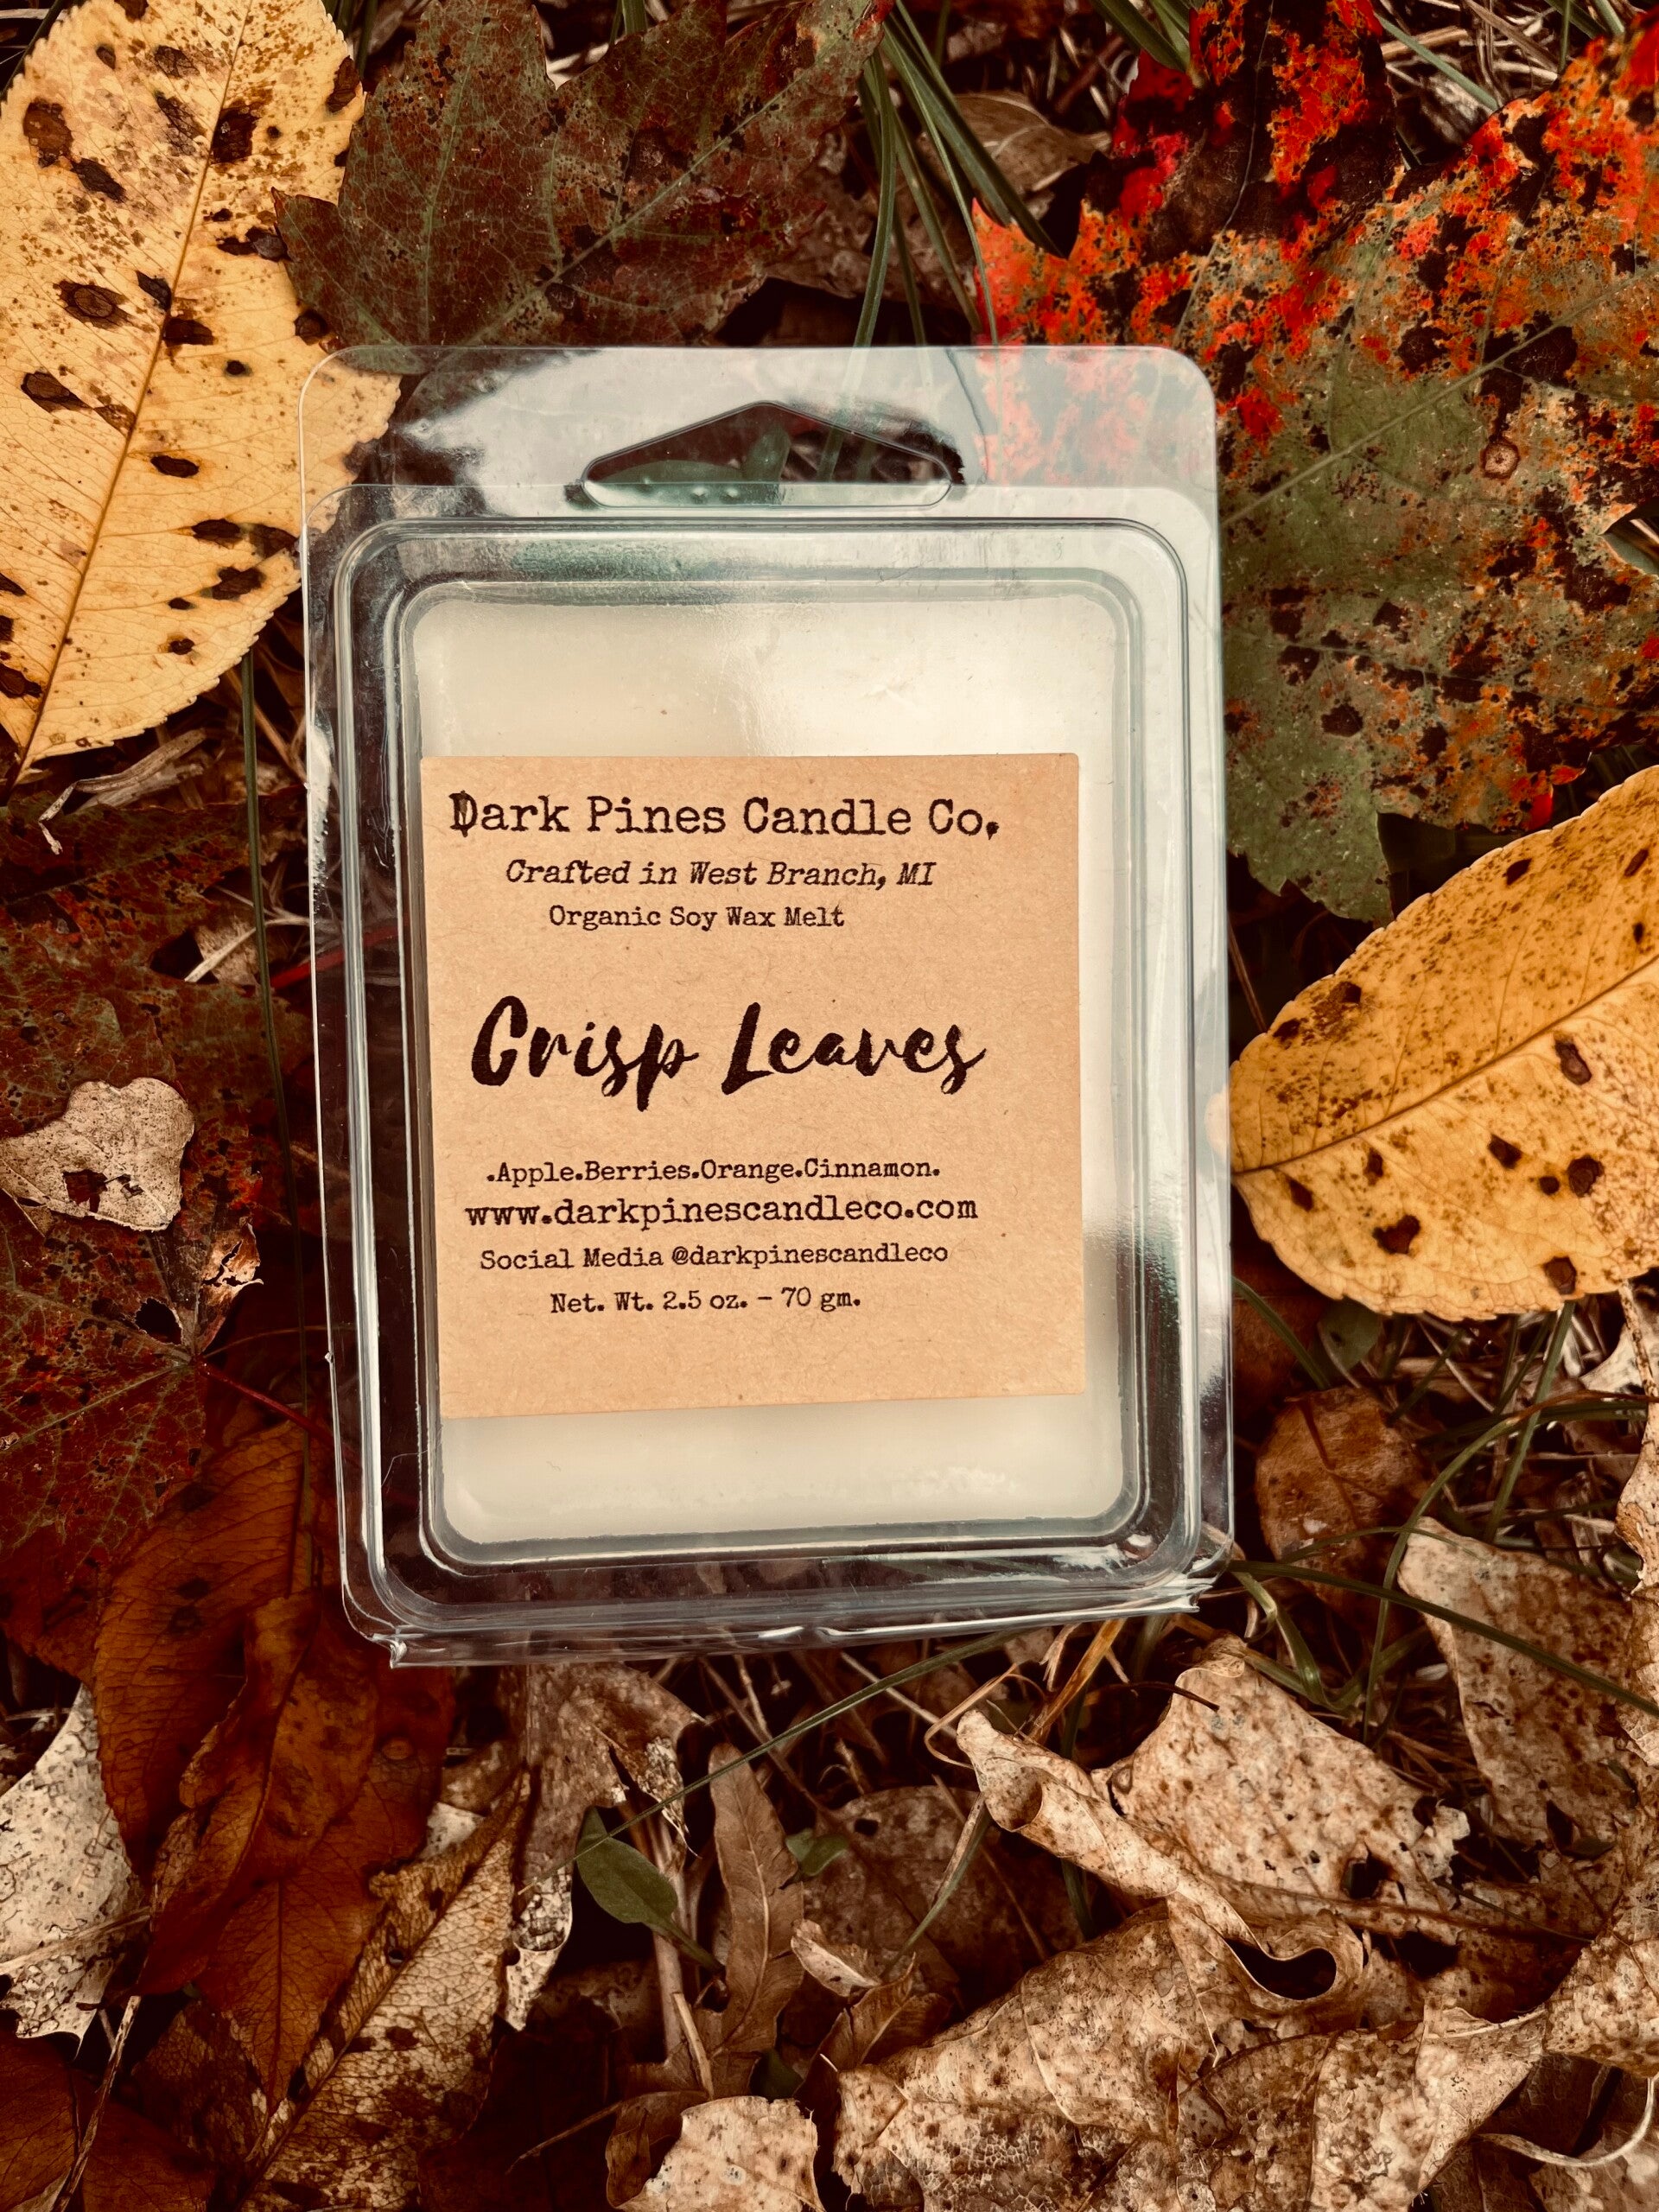 Dark Pines Candle Co.
Crafted in West Branch, MI
Organic Soy Wax Melt
Crisp Leaves
.Apple.Berries.Orange.Cinnamon.
www.darkpinescandleco.com
Social Media @darkpinescandleco
Net. Wt. 2.5 oz. - 70 gm.